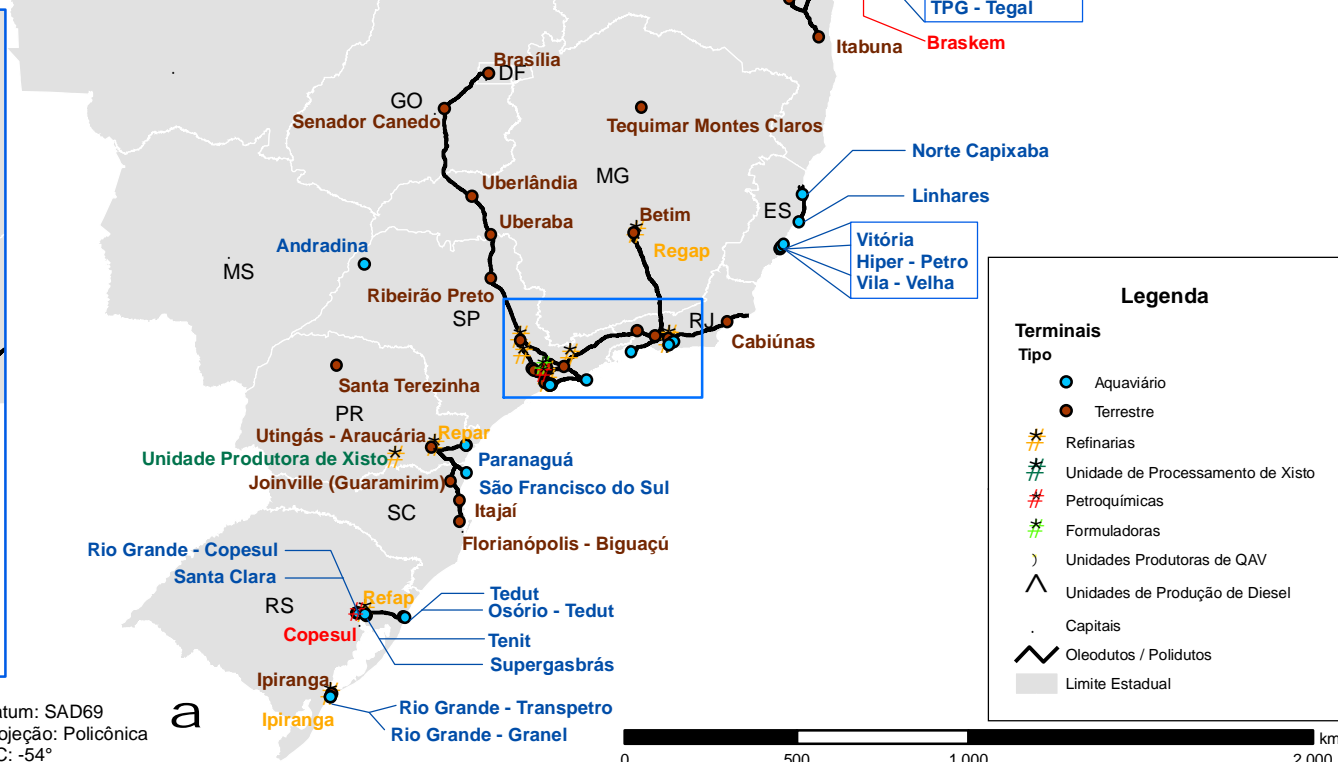 TPG - Tegal
Itabuna
Braskem
Brasília
DF
GO
Senador Canedo
Tequimar Montes Claros
Norte Capixaba
Uberlândia
MG
Linhares
Uberaba
Betim
ES
Andradina
Regap
Vitória
Hiper - Petro
Vila - Velha
MS
Ribeirão Preto
SP
RJ
Cabiúnas
Santa Terezinha
PR
Utingás - Araucária
Repar
Unidade Produtora de Xisto
Paranaguá
Joinville (Guaramirim)
São Francisco do Sul
SC
Itajaí
Florianópolis - Biguaçú
Rio Grande - Copesul
Santa Clara
RS
Refap
Tedut
Osório - Tedut
Copesul
Tenit
Supergasbrás
Ipiranga
Ipiranga
Rio Grande - Transpetro
Rio Grande - Granel
Legenda
Terminais
Tipo
Aquaviário
Terrestre
Refinarias
Unidade de Processamento de Xisto
Petroquímicas
Formuladoras
Unidades Produtoras de QAV
Unidades de Produção de Diesel
Capitais
Oleodutos / Polidutos
Limite Estadual
atum: SAD69
ojeção: Policônica
C: -54°
a
km
0 500 1.000 2.000